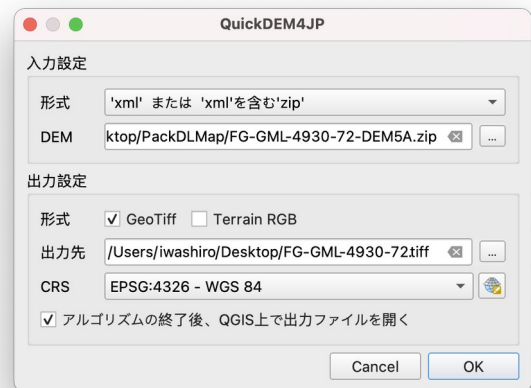 QuickDEM4JP
入力設定
形式 'xml' または 'xml'を含む'zip'
DEM ktop/PackDLMap/FG-GML-4930-72-DEM5A.zip ...
出力設定
形式 GeoTiff Terrain RGB
出力先 /Users/iwashiro/Desktop/FG-GML-4930-72.tiff ...
CRS EPSG:4326 - WGS 84
アルゴリズムの終了後、QGIS上で出力ファイルを開く
Cancel OK